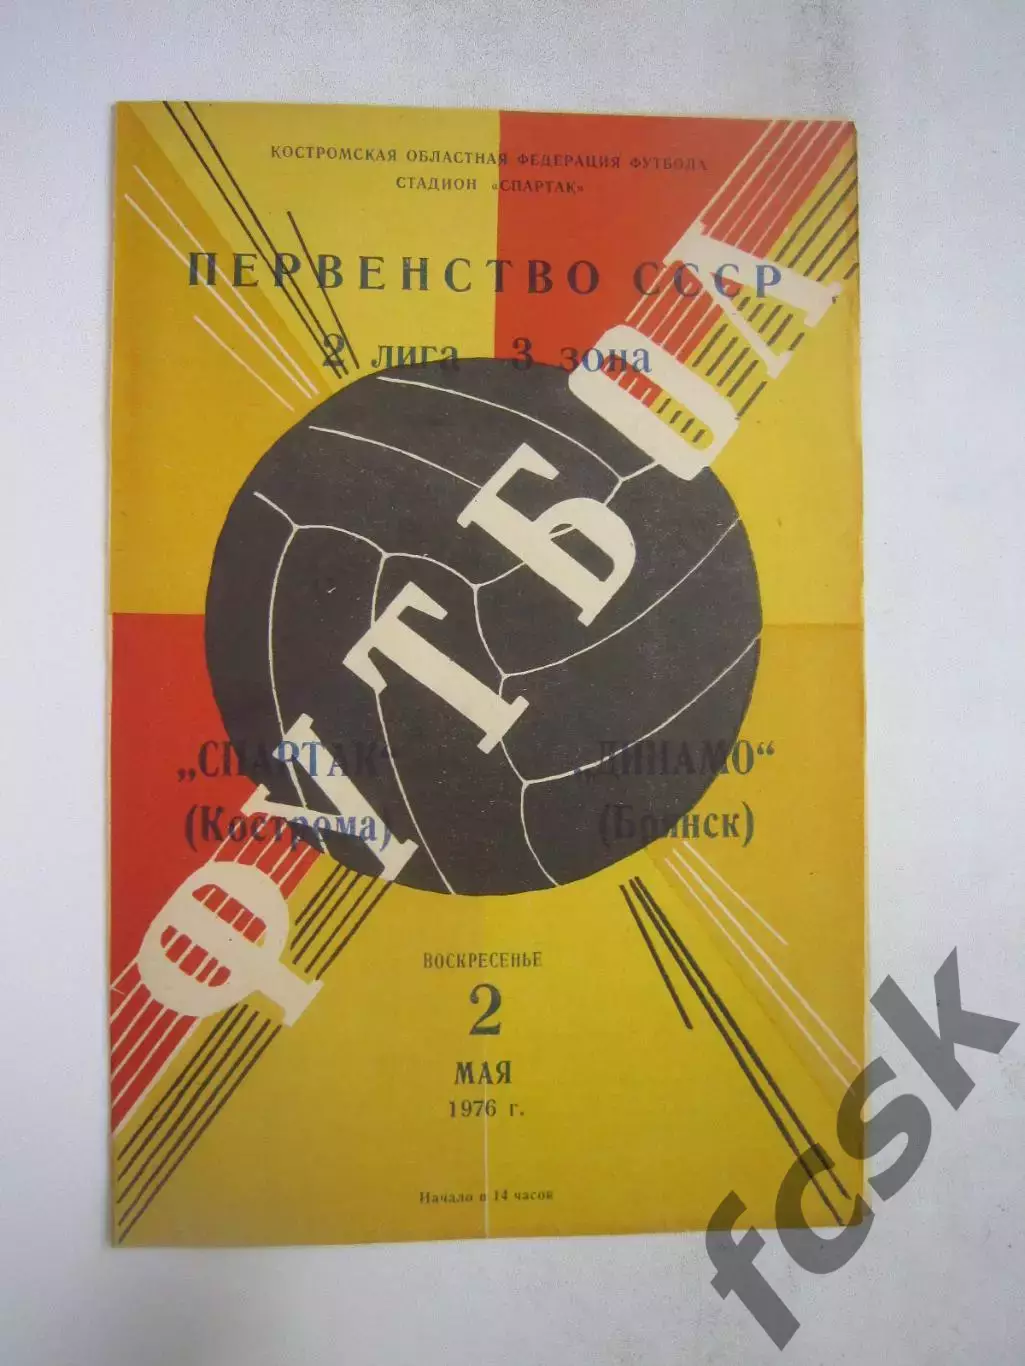 КОСТРОМСКАЯ ОБЛАСТНАЯ ФЕДЕРАЦИЯ ФУТБОЛА
СТАДИОН «СПАРТАК»
ПЕРВЕНСТВО СССР
2 лига 3 зона
ФУТБОЛ
„СПАРТАК“ „ДИНАМО“
(Кострома) (Брянск)
ВОСКРЕСЕНЬЕ
2
МАЯ
1976 г.
Начало в 14 часов
fcsk